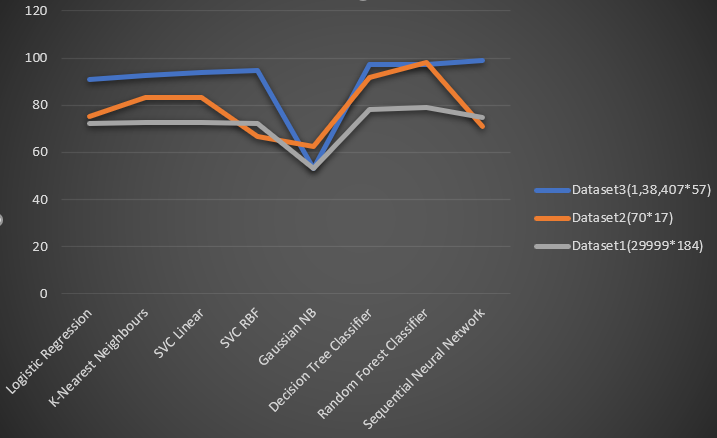 120
100
80
60
40
20
0
Logistic Regression
K-Nearest Neighbours
SVC Linear
SVC RBF
Gaussian NB
Decision Tree Classifier
Random Forest Classifier
Sequential Neural Network
Dataset3(1,38,407*57)
Dataset2(70*17)
Dataset1(29999*184)